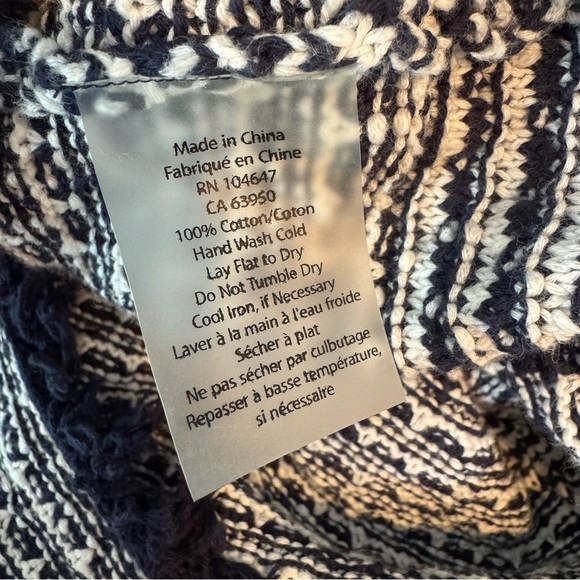 Made in China
Fabriqué en Chine
RN 104647
CA 63950
100% Cotton/Coton
Hand Wash Cold
Lay Flat to Dry
Do Not Tumble Dry
Cool Iron, if Necessary
Laver à la main à l'eau froide
Sécher à plat
Ne pas sécher par culbutage
Repasser à basse température,
si nécessaire